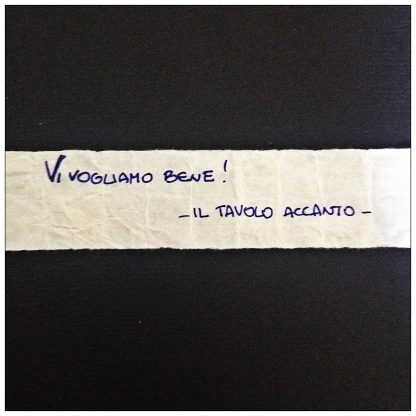 Vi VOGLIAMO BENE!
- IL TAVOLO ACCANTO -